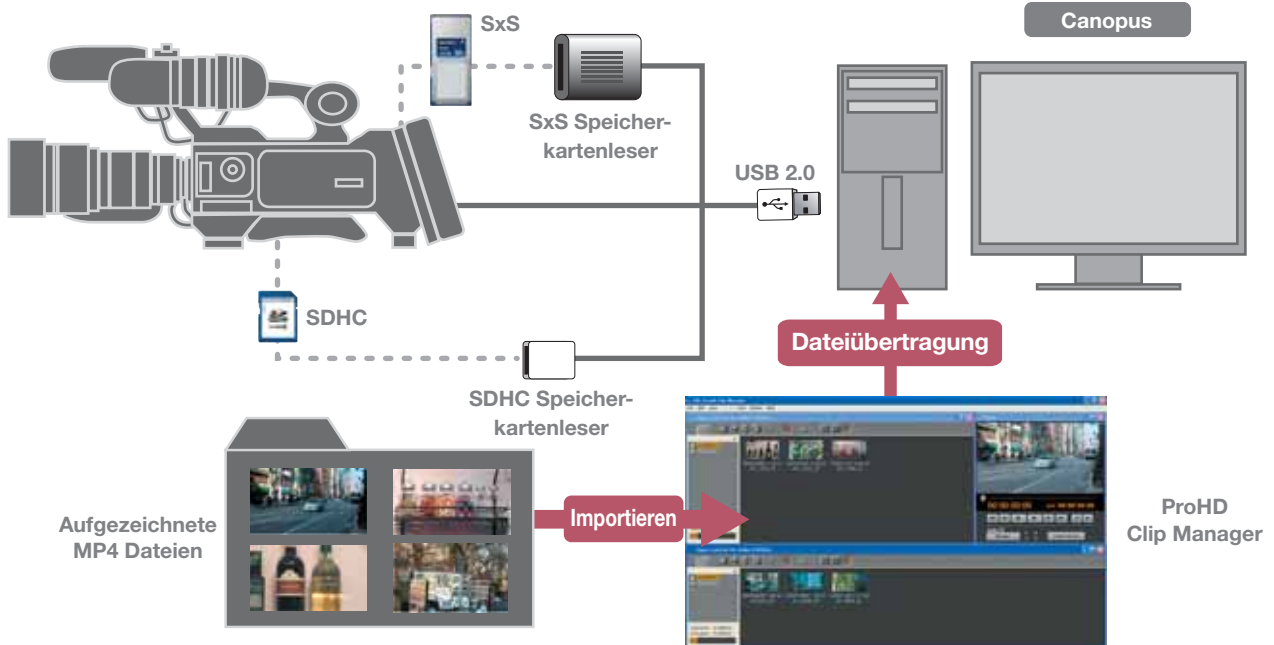 Canopus
SxS
SxS Speicher-
kartenleser
USB 2.0
SDHC
SDHC Speicher-
kartenleser
Dateiübertragung
Aufgezeichnete
MP4 Dateien
Importieren
ProHD
Clip Manager